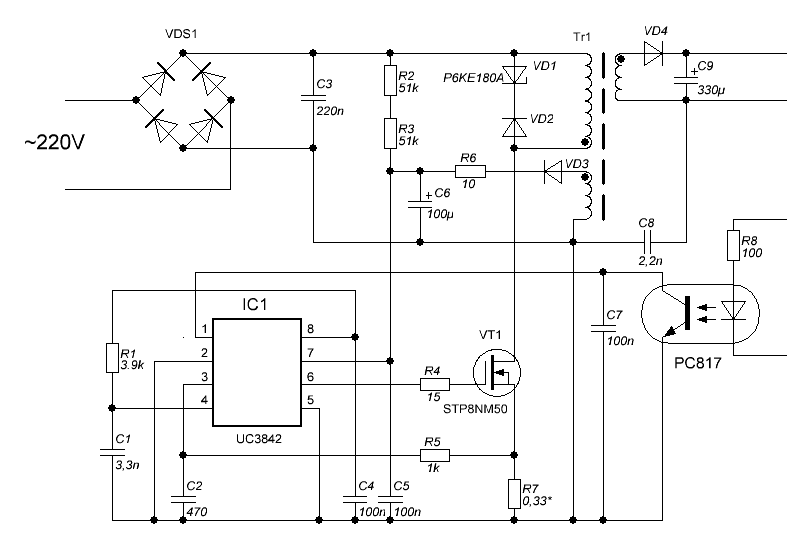 VDS1
~220V
C3
220n
R2
51k
R3
51k
VD1
P6KE180A
VD2
Tr1
VD4
C9
+
330µ
R6
10
VD3
C6
+
100µ
C8
2,2n
R8
100
IC1
1
2
3
4
8
7
6
5
UC3842
R1
3.9k
C1
3,3n
C2
470
C4
100n
C5
100n
R4
15
R5
1k
VT1
STP8NM50
R7
0,33*
C7
100n
PC817